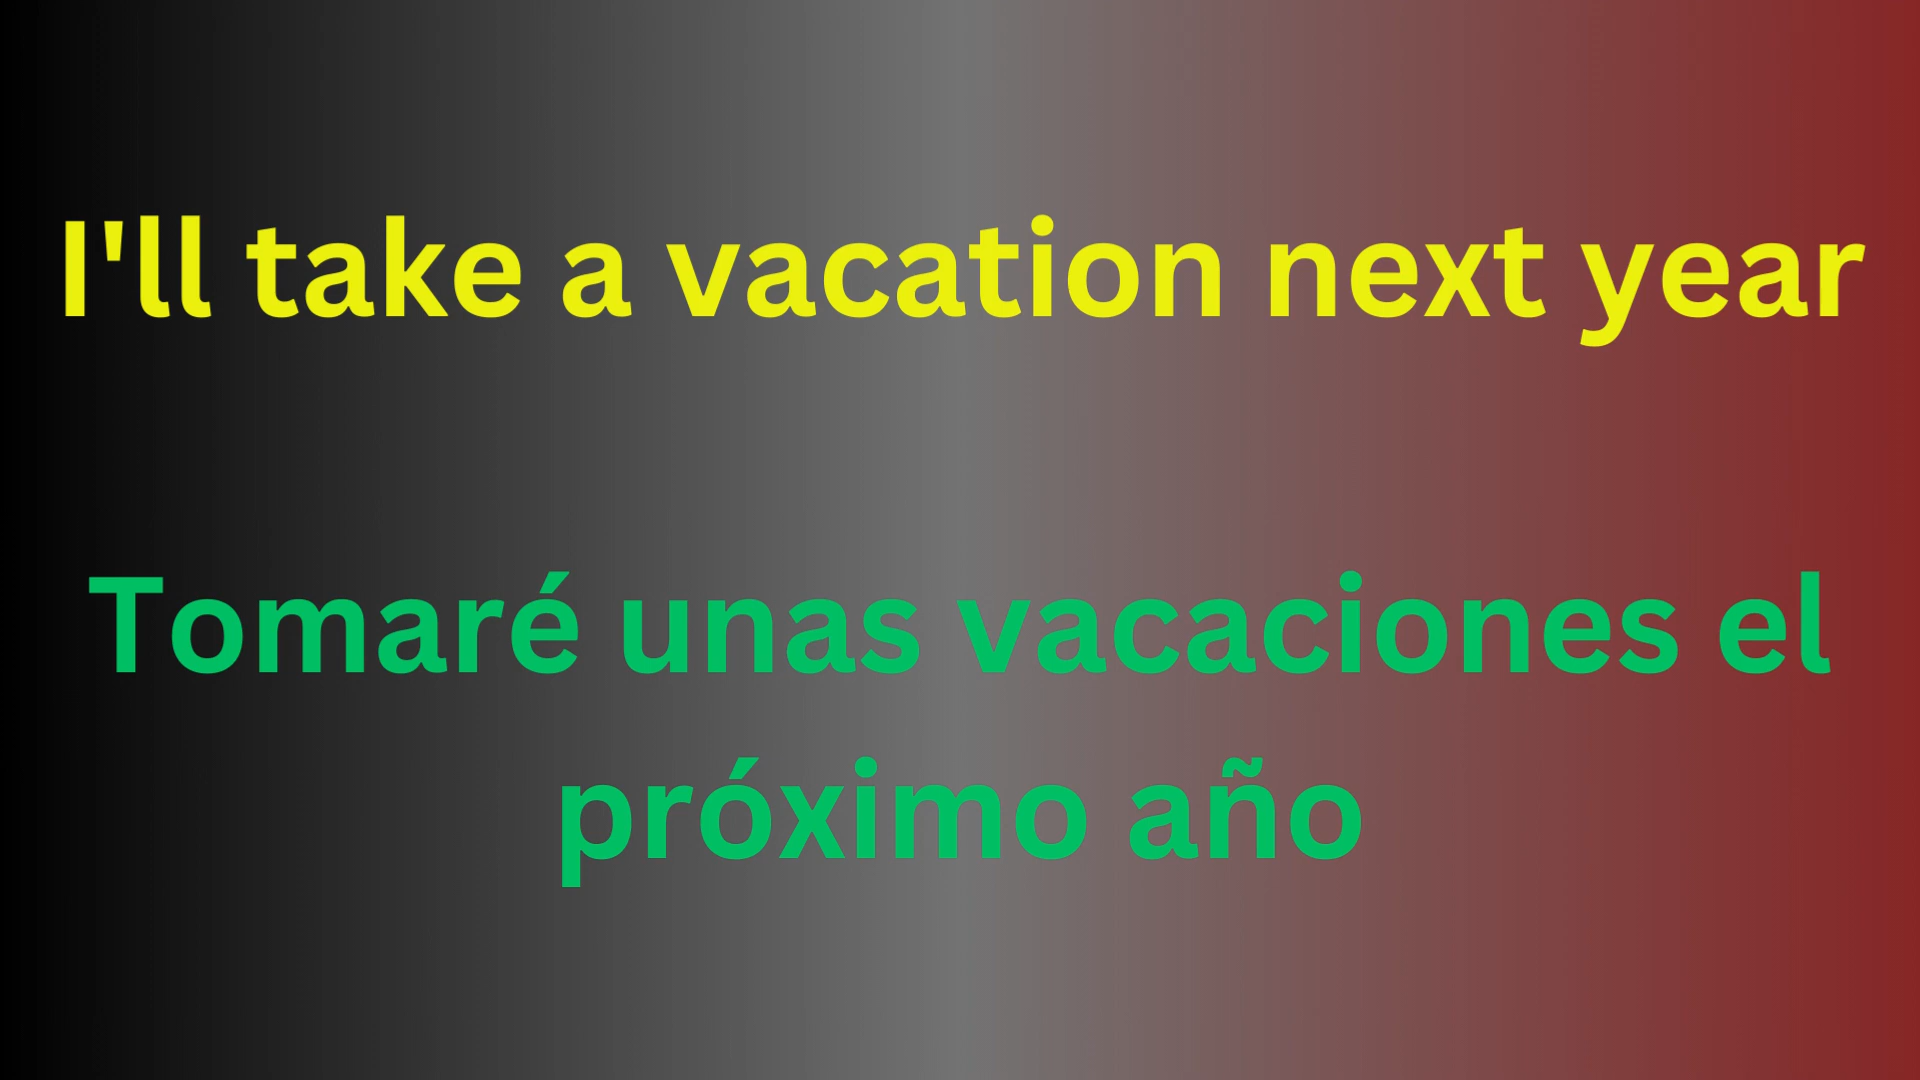 I'll take a vacation next year
Tomaré unas vacaciones el
próximo año